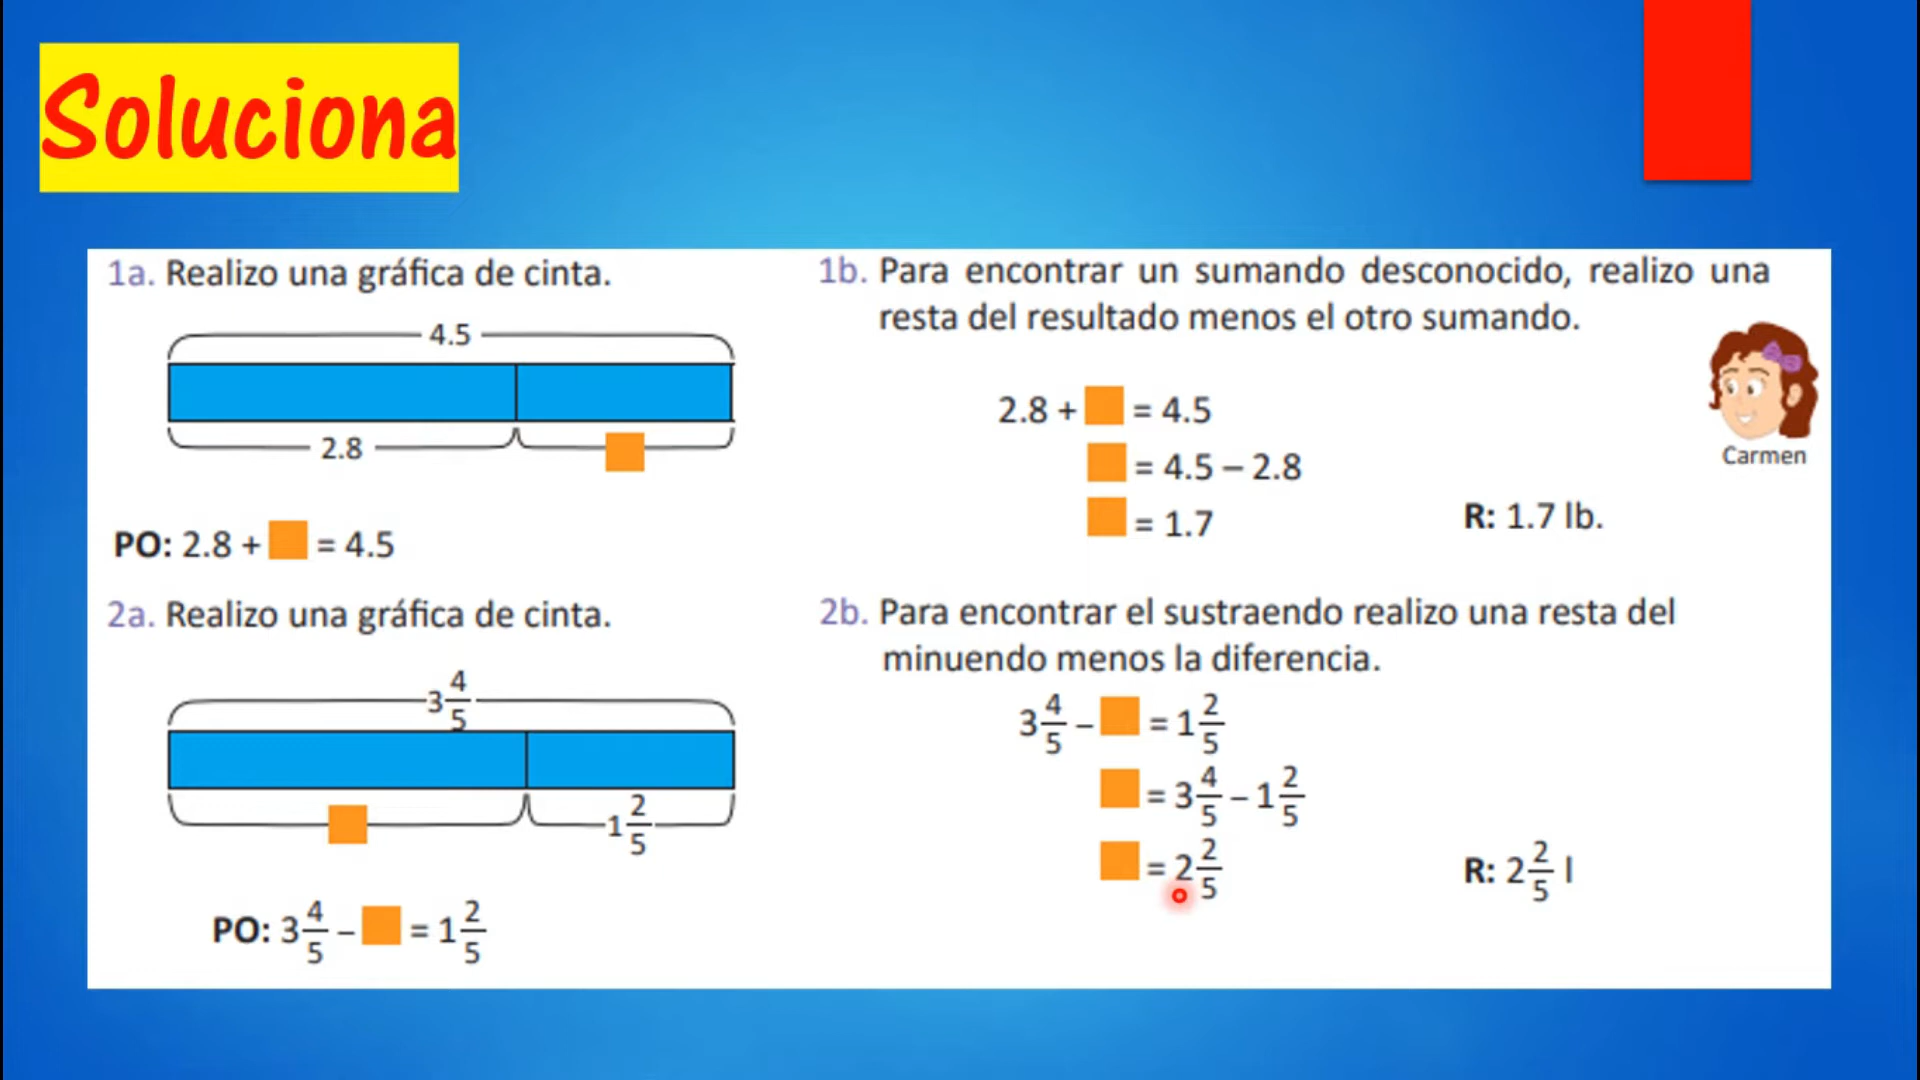 Soluciona
1a. Realizo una gráfica de cinta.
4.5
2.8
PO: 2.8 + = 4.5
1b. Para encontrar un sumando desconocido, realizo una
resta del resultado menos el otro sumando.
2.8 + = 4.5
= 4.5 – 2.8
= 1.7
R: 1.7 lb.
Carmen
2a. Realizo una gráfica de cinta.
3 4/5
1 2/5
PO: 3 4/5 – = 1 2/5
2b. Para encontrar el sustraendo realizo una resta del
minuendo menos la diferencia.
3 4/5 – = 1 2/5
= 3 4/5 – 1 2/5
= 2 2/5
R: 2 2/5 l